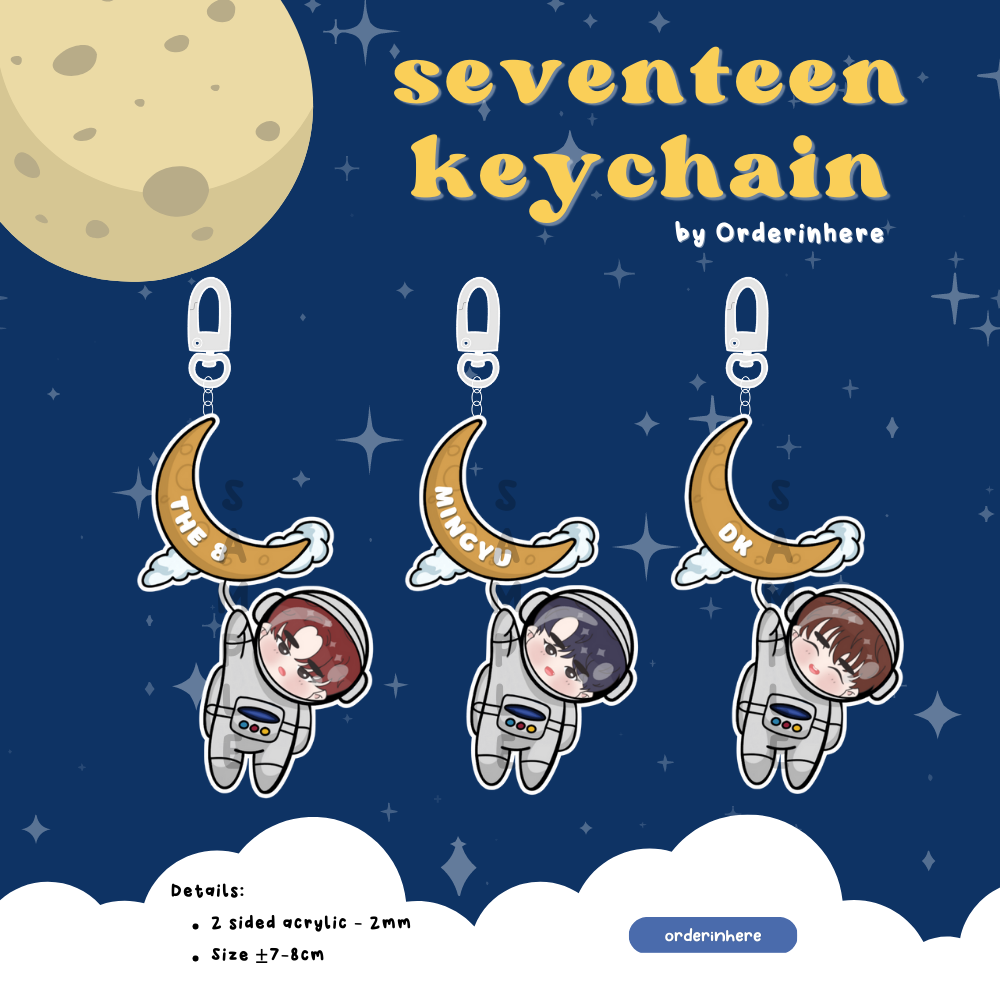 seventeen
keychain
by Orderinhere
THE 8
MINGYU
DK
Details:
• 2 sided acrylic - 2mm
• Size ±7-8cm
orderinhere